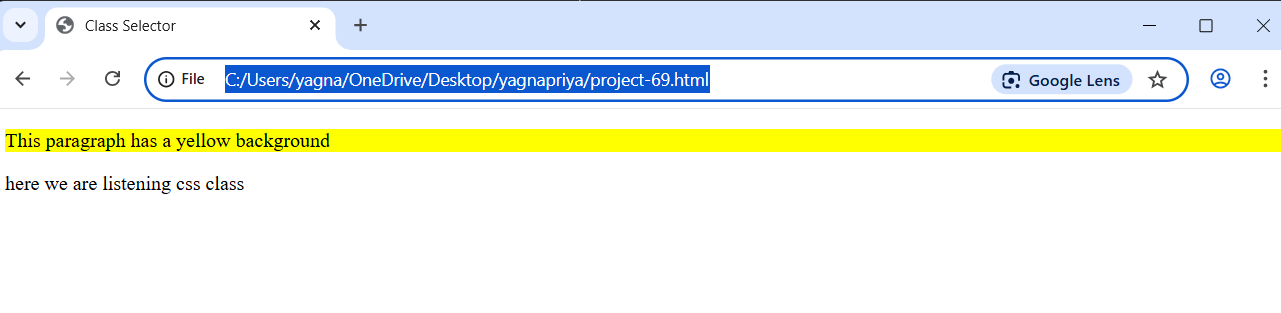 Class Selector
File C:/Users/yagna/OneDrive/Desktop/yagnapriya/project-69.html Google Lens
This paragraph has a yellow background
here we are listening css class